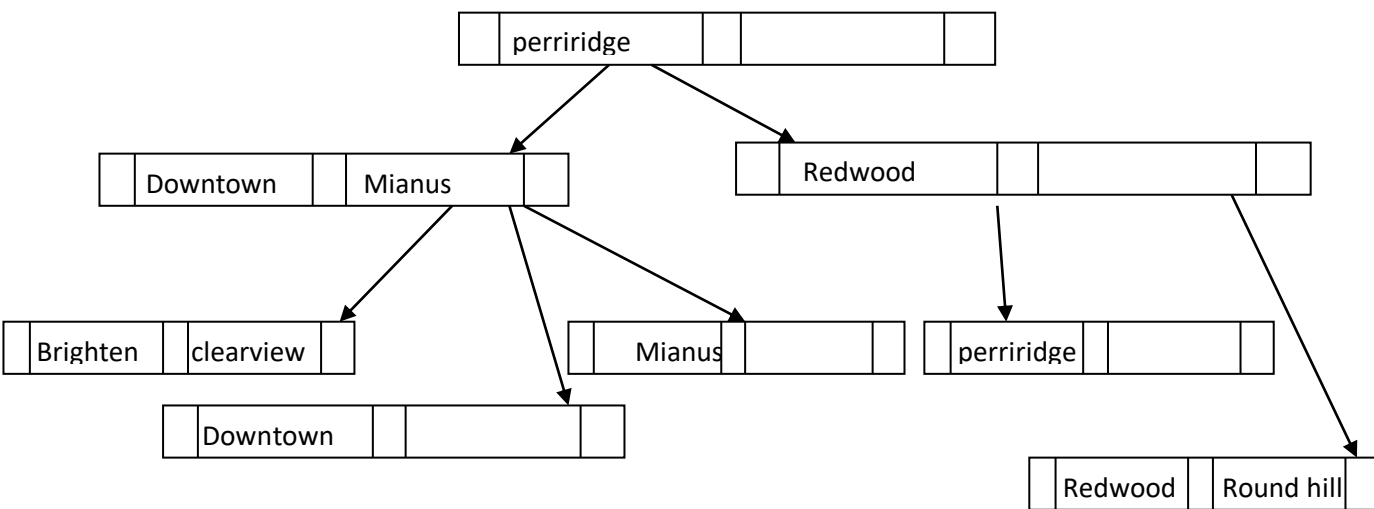 perriridge
Downtown Mianus
Redwood
Brighten clearview
Mianus
perriridge
Downtown
Redwood Round hill